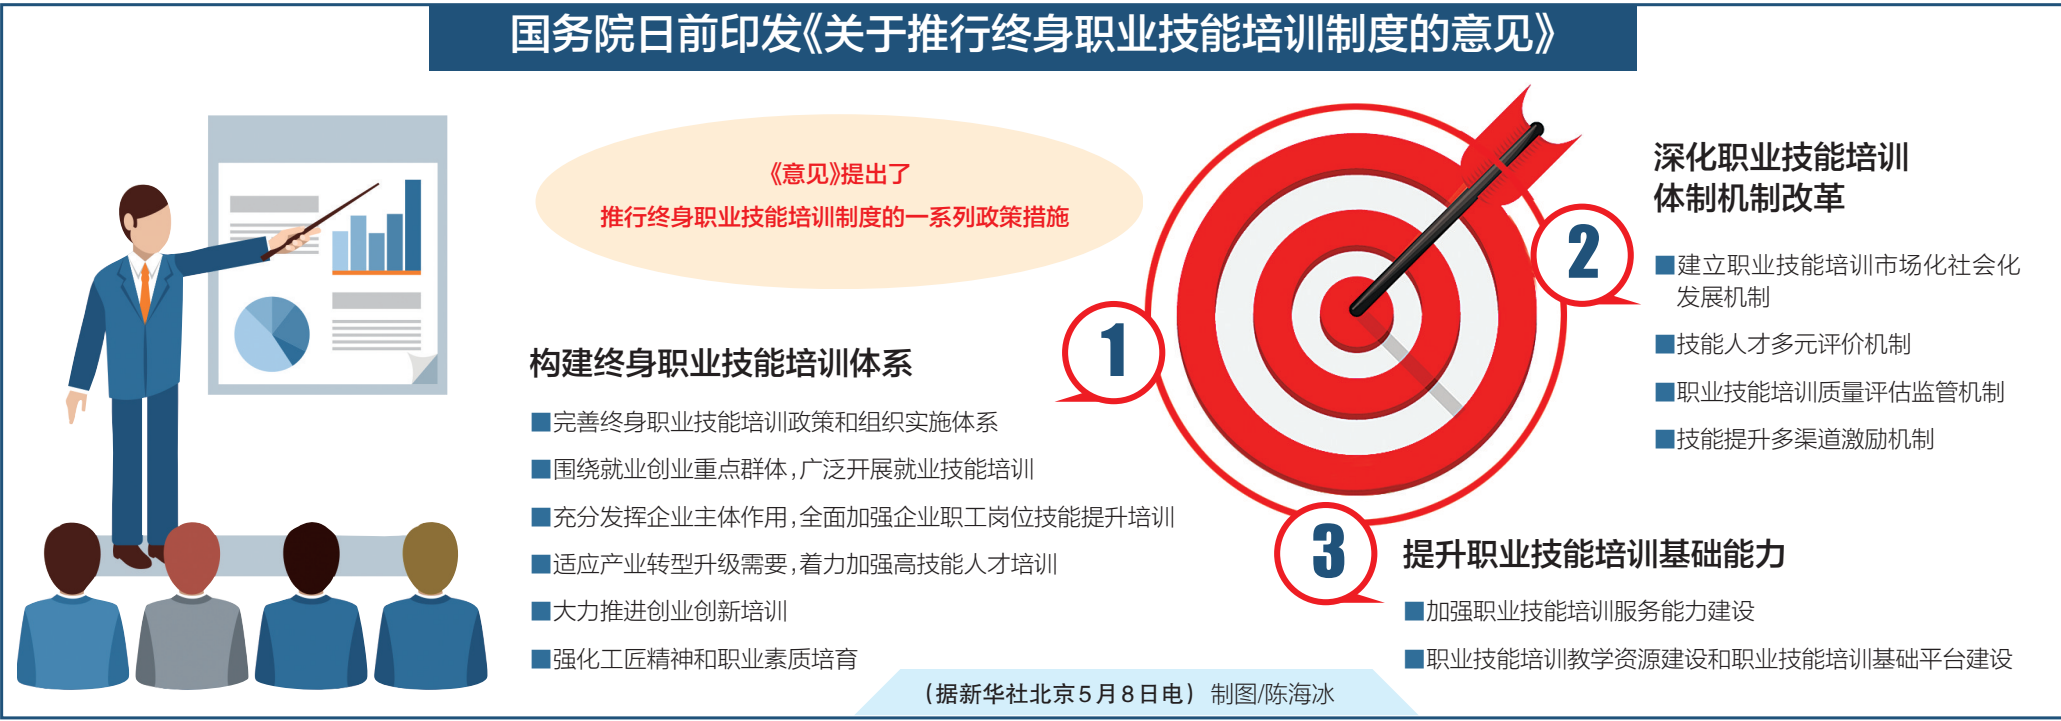 国务院日前印发《关于推行终身职业技能培训制度的意见》
《意见》提出了
推行终身职业技能培训制度的一系列政策措施
1
构建终身职业技能培训体系
■完善终身职业技能培训政策和组织实施体系
■围绕就业创业重点群体,广泛开展就业技能培训
■充分发挥企业主体作用,全面加强企业职工岗位技能提升培训
■适应产业转型升级需要,着力加强高技能人才培训
■大力推进创业创新培训
■强化工匠精神和职业素质培育
2
深化职业技能培训
体制机制改革
■建立职业技能培训市场化社会化
发展机制
■技能人才多元评价机制
■职业技能培训质量评估监管机制
■技能提升多渠道激励机制
3
提升职业技能培训基础能力
■加强职业技能培训服务能力建设
■职业技能培训教学资源建设和职业技能培训基础平台建设
(据新华社北京5月8日电) 制图/陈海冰